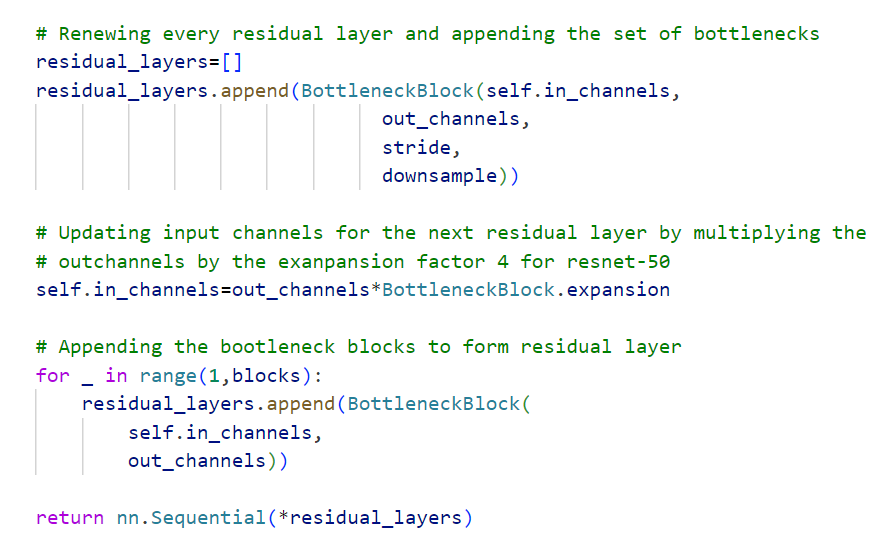 # Renewing every residual layer and appending the set of bottlenecks
residual_layers=[]
residual_layers.append(BottleneckBlock(self.in_channels,
out_channels,
stride,
downsample))
# Updating input channels for the next residual layer by multiplying the
# outchannels by the exanpansion factor 4 for resnet-50
self.in_channels=out_channels*BottleneckBlock.expansion
# Appending the bootleneck blocks to form residual layer
for _ in range(1,blocks):
residual_layers.append(BottleneckBlock(
self.in_channels,
out_channels))
return nn.Sequential(*residual_layers)